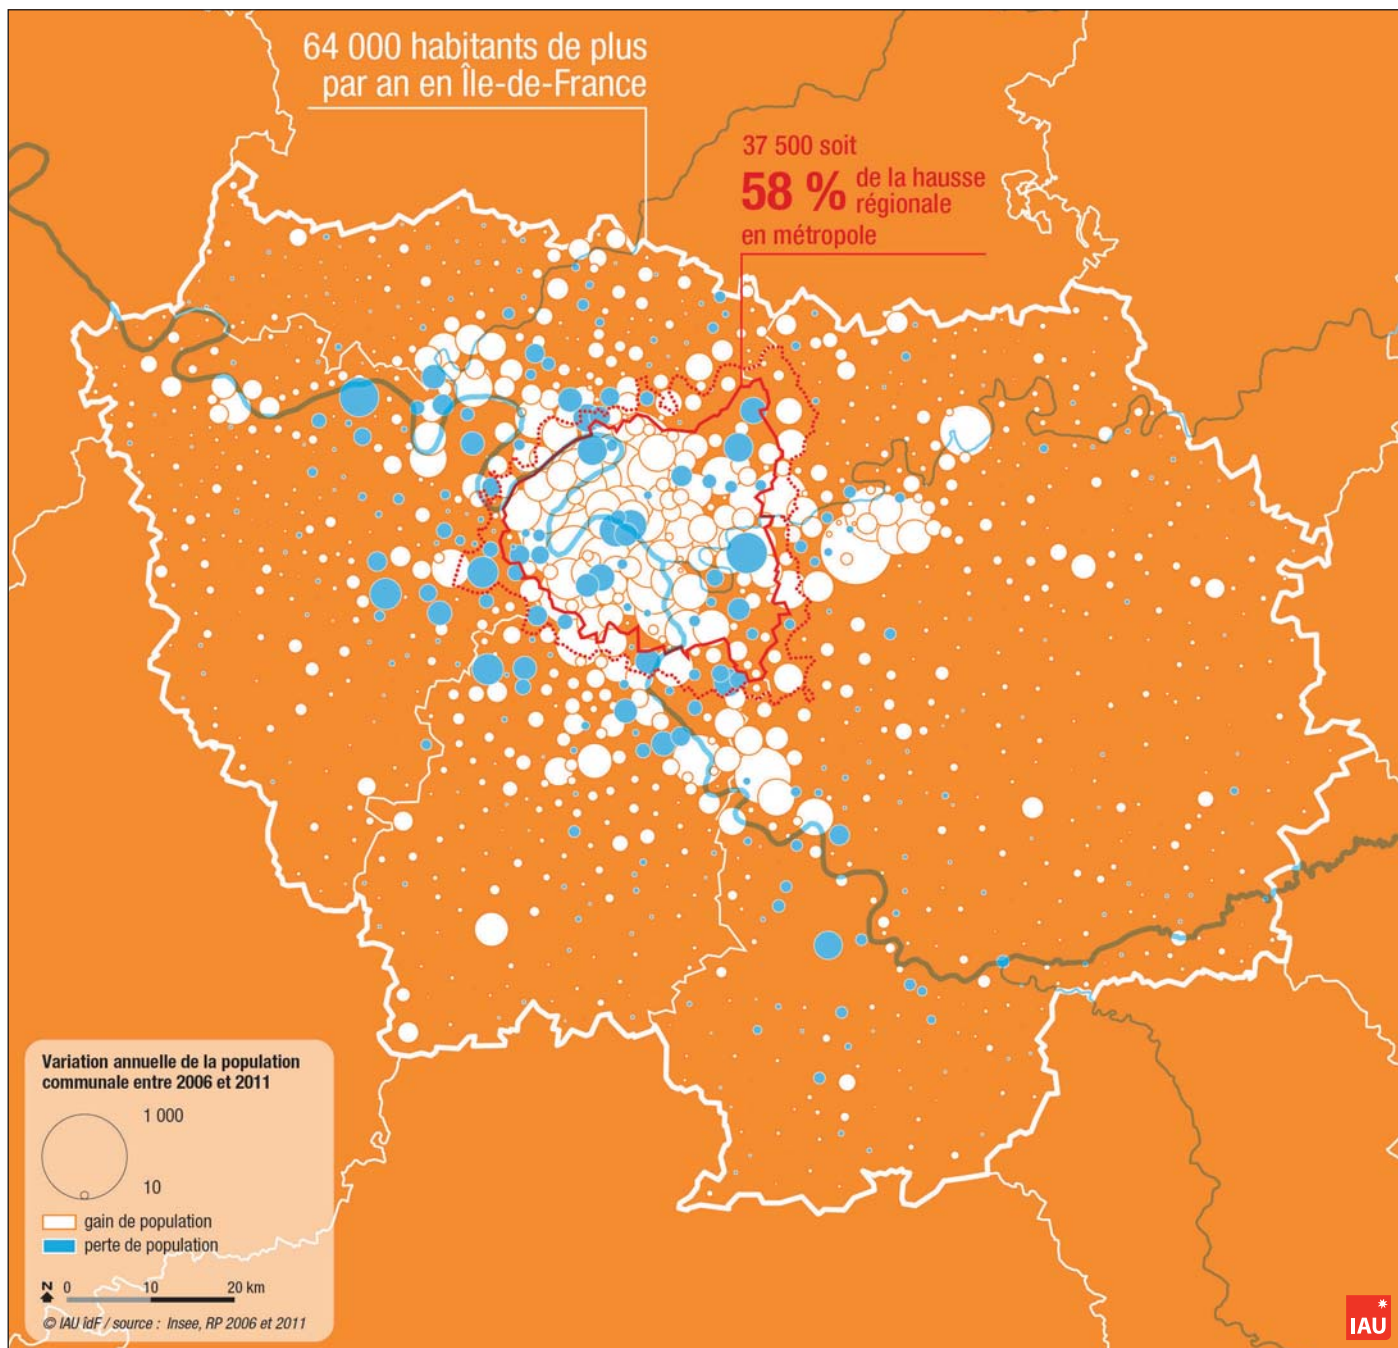 64 000 habitants de plus
par an en Île-de-France
37 500 soit
58 % de la hausse
régionale
en métropole
Variation annuelle de la population
communale entre 2006 et 2011
1 000
10
gain de population
perte de population
N 0 10 20 km
© IAU îdF / source : Insee, RP 2006 et 2011
IAU